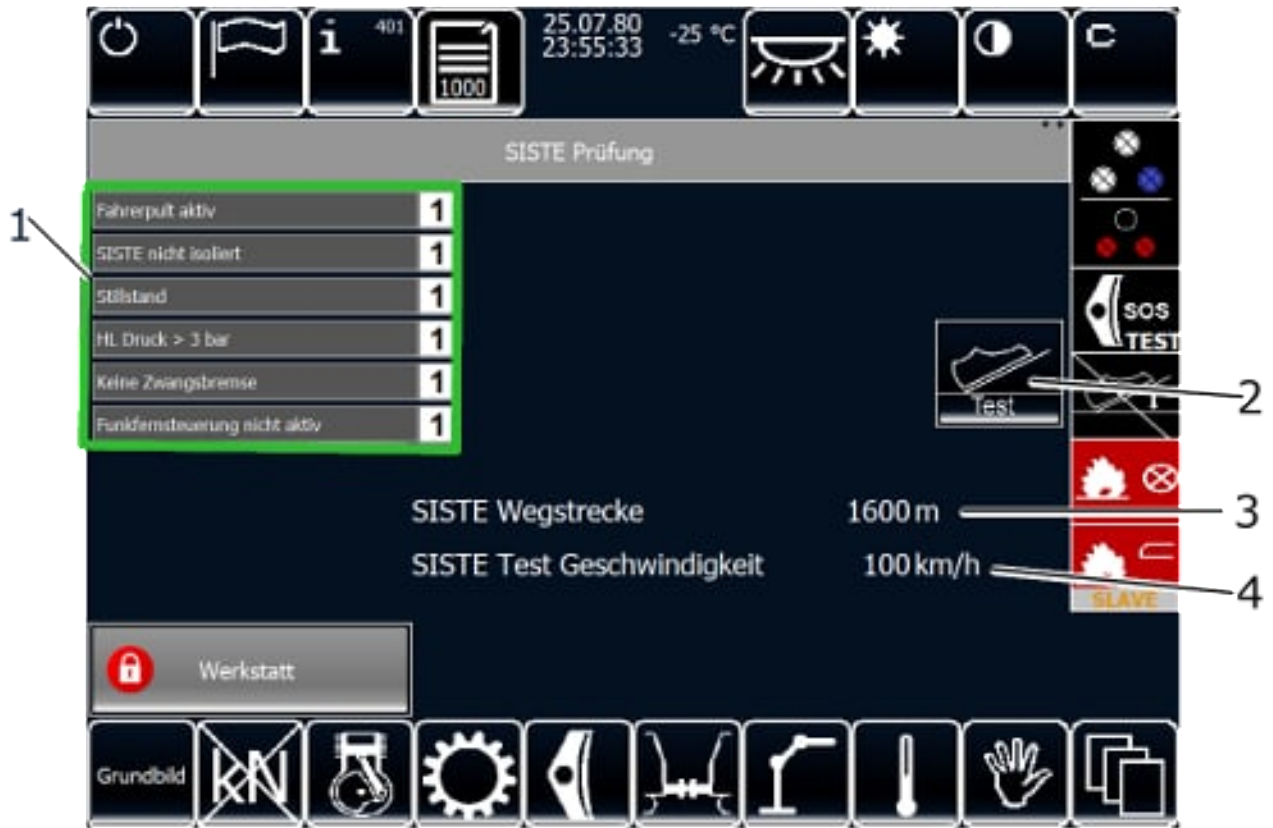 i 401
1000
25.07.80
23:55:33
-25 °C
C
SISTE Prüfung
Fahrerpult aktiv 1
SISTE nicht isoliert 1
Stillstand 1
HL Druck > 3 bar 1
Keine Zwangsbremse 1
Funkfernsteuerung nicht aktiv 1
1
SOS
TEST
Test
2
SISTE Wegstrecke 1600 m
3
SISTE Test Geschwindigkeit 100 km/h
4
SLAVE
Werkstatt
Grundbild
kN